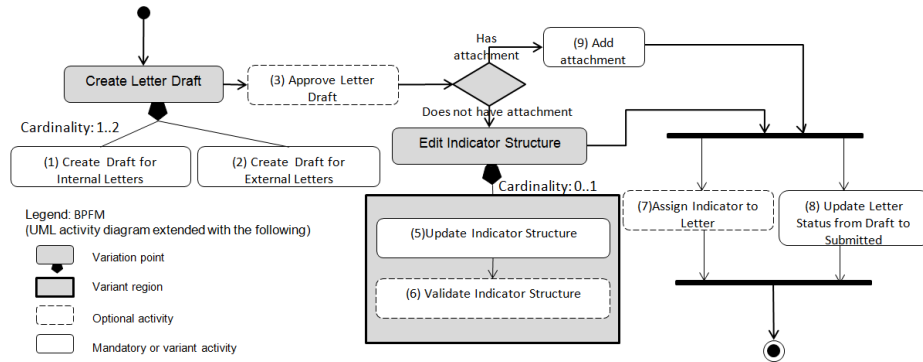 Has
attachment
(9) Add
attachment
Create Letter Draft
(3) Approve Letter
Draft
Does not have attachment
Cardinality: 1..2
Edit Indicator Structure
(1) Create Draft for
Internal Letters
(2) Create Draft for
External Letters
Cardinality: 0..1
(7)Assign Indicator to
Letter
(8) Update Letter
Status from Draft to
Submitted
Legend: BPFM
(UML activity diagram extended with the following)
(5)Update Indicator Structure
Variation point
Variant region
(6) Validate Indicator Structure
Optional activity
Mandatory or variant activity